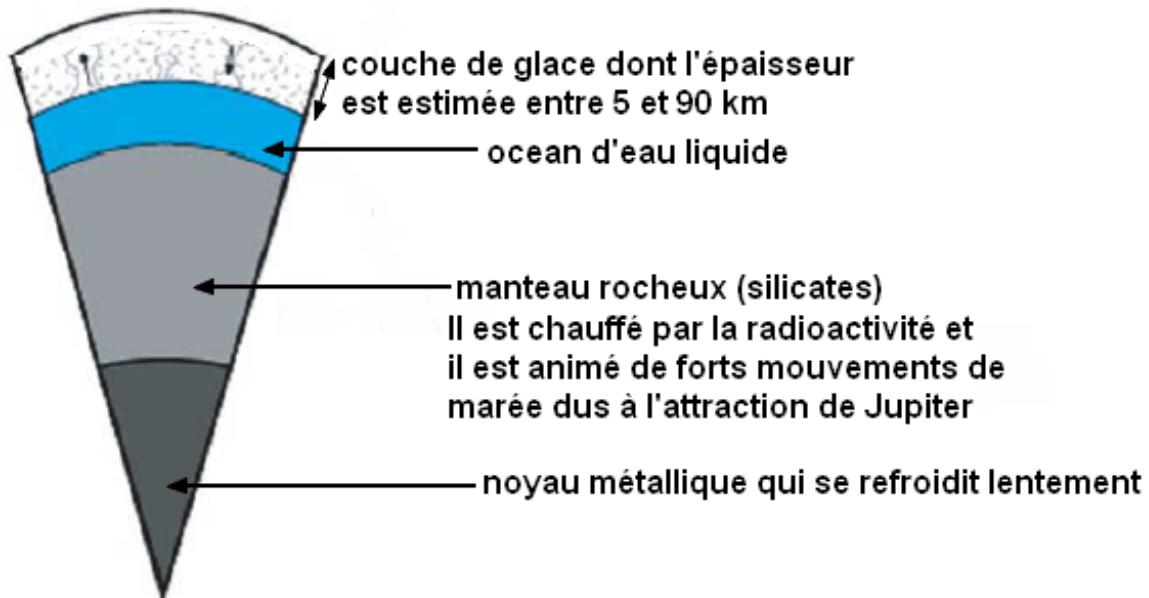 couche de glace dont l'épaisseur
est estimée entre 5 et 90 km
ocean d'eau liquide
manteau rocheux (silicates)
Il est chauffé par la radioactivité et
il est animé de forts mouvements de
marée dus à l'attraction de Jupiter
noyau métallique qui se refroidit lentement